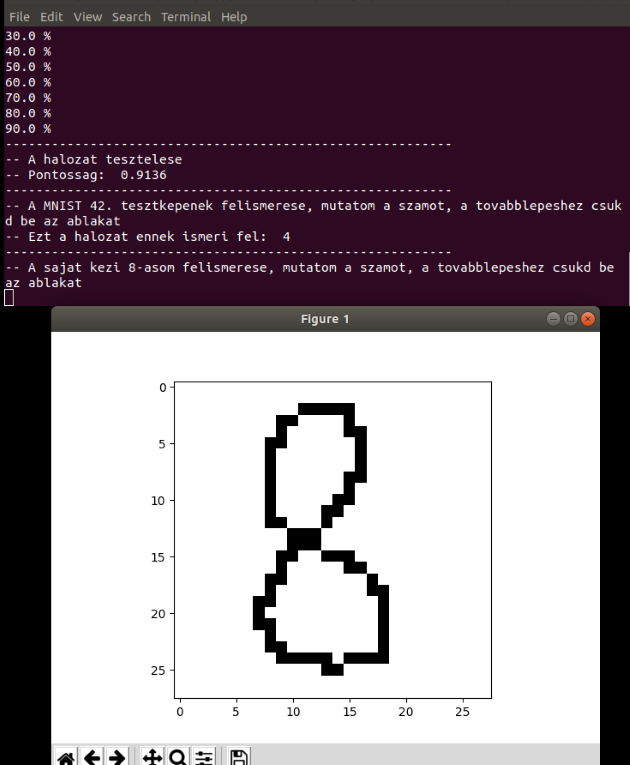 File Edit View Search Terminal Help
30.0 %
40.0 %
50.0 %
60.0 %
70.0 %
80.0 %
90.0 %
----------------------------------------------------------
-- A halozat tesztelese
-- Pontossag:  0.9136
----------------------------------------------------------
-- A MNIST 42. tesztkepenek felismerese, mutatom a szamot, a tovabblepeshez csuk
d be az ablakat
-- Ezt a halozat ennek ismeri fel:  4
----------------------------------------------------------
-- A sajat kezi 8-asom felismerese, mutatom a szamot, a tovabblepeshez csukd be
az ablakat
Figure 1
0
5
10
15
20
25
0 5 10 15 20 25